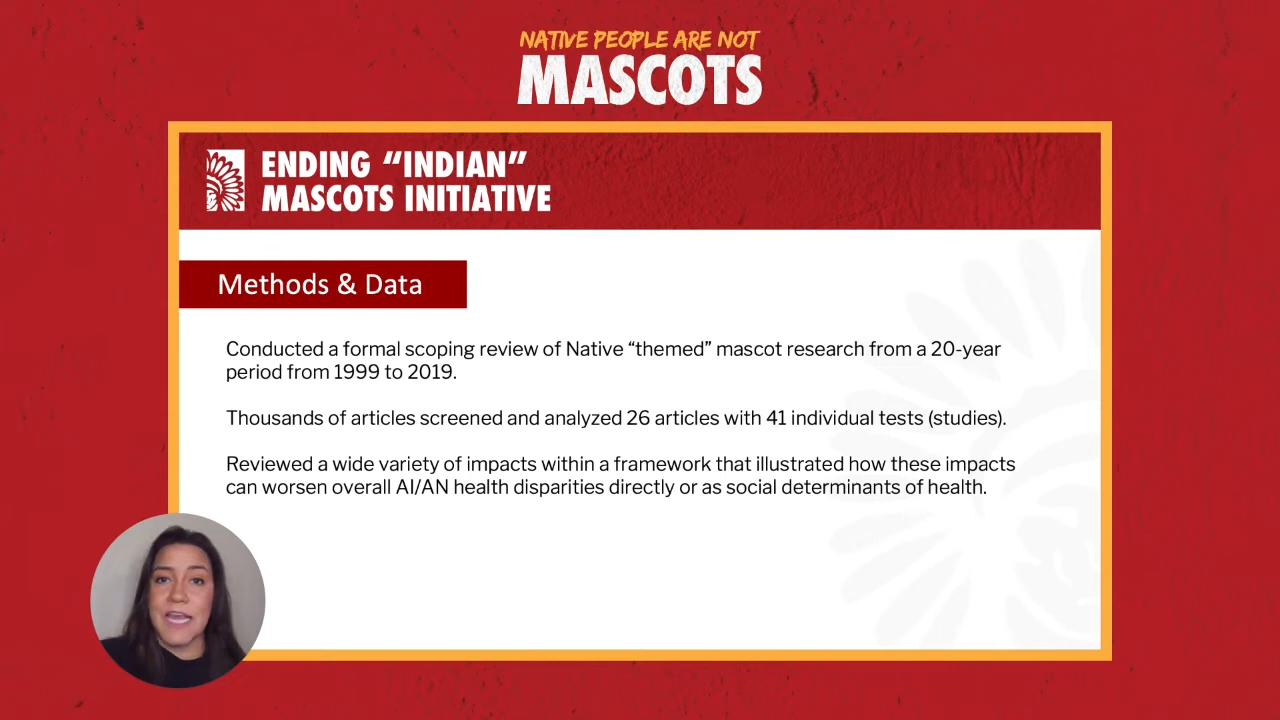 NATIVE PEOPLE ARE NOT
MASCOTS
ENDING “INDIAN”
MASCOTS INITIATIVE
Methods & Data
Conducted a formal scoping review of Native “themed” mascot research from a 20-year
period from 1999 to 2019.
Thousands of articles screened and analyzed 26 articles with 41 individual tests (studies).
Reviewed a wide variety of impacts within a framework that illustrated how these impacts
can worsen overall AI/AN health disparities directly or as social determinants of health.